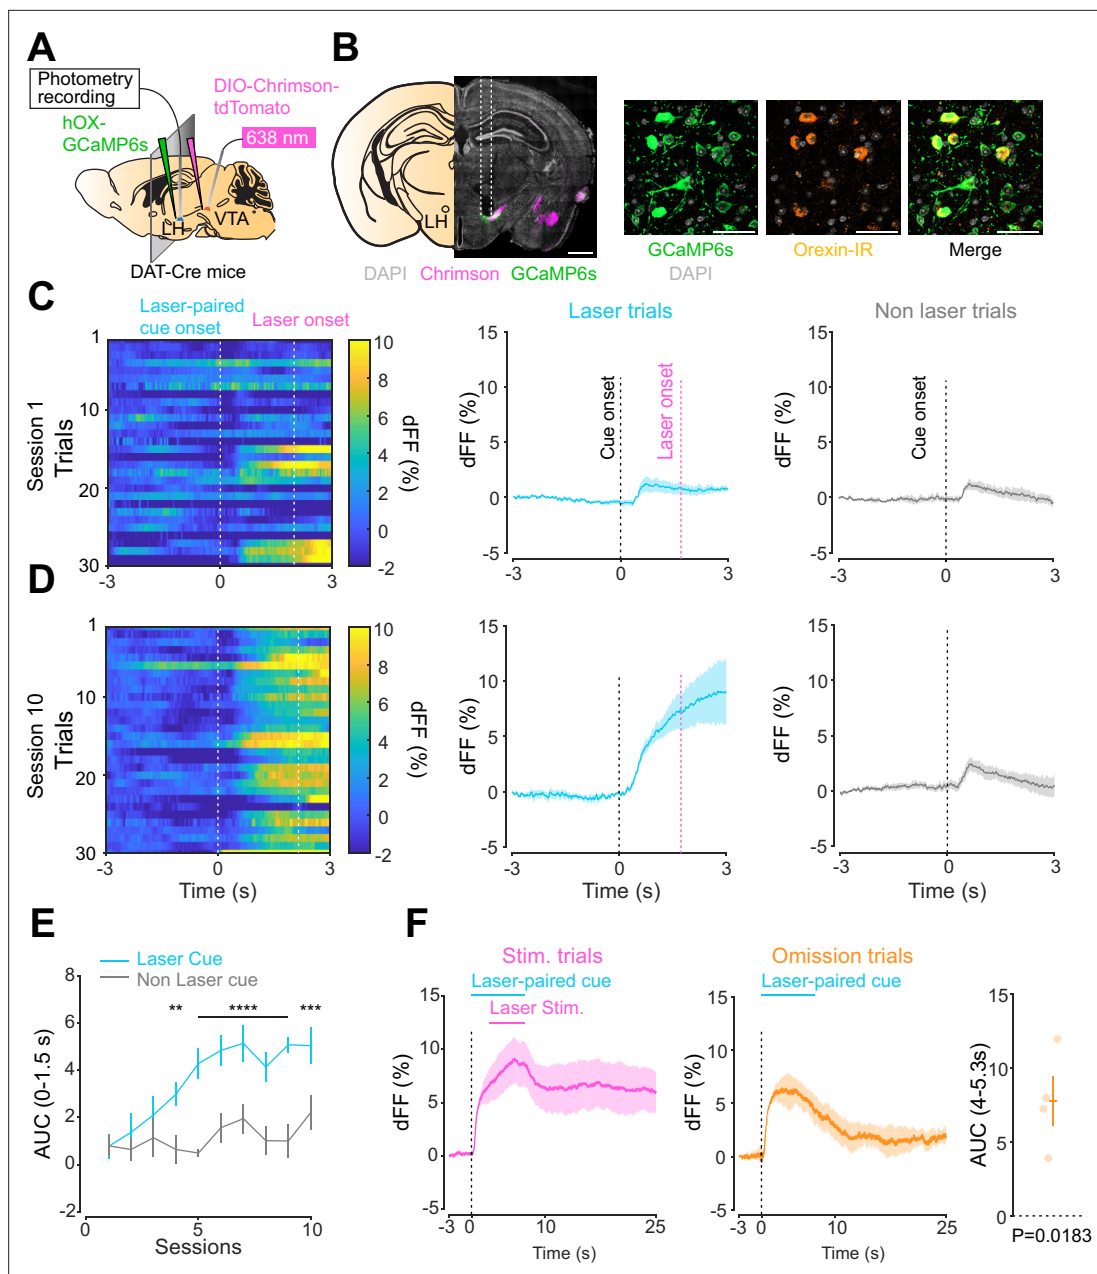 A
Photometry
recording
DIO-Chrimson-
tdTomato
hOX-
GCaMP6s
638 nm
LH
VTA
DAT-Cre mice
B
LH
DAPI Chrimson GCaMP6s
GCaMP6s
DAPI
Orexin-IR
Merge
C
Laser-paired
cue onset
Laser onset
Session 1
Trials
1
10
20
30
-3 0 3
10
8
6
4
2
0
-2
dFF (%)
Laser trials
dFF (%)
15
10
5
0
-5
Cue onset
Laser onset
-3 0 3
Non laser trials
dFF (%)
15
10
5
0
-5
Cue onset
-3 0 3
D
Session 10
Trials
1
10
20
30
-3 0 3
Time (s)
10
8
6
4
2
0
-2
dFF (%)
dFF (%)
15
10
5
0
-5
-3 0 3
Time (s)
dFF (%)
15
10
5
0
-5
-3 0 3
Time (s)
E
Laser Cue
Non Laser cue
AUC (0-1.5 s)
8
6
4
2
0
-2
** **** ***
0 5 10
Sessions
F
Stim. trials
Laser-paired cue
Laser Stim.
dFF (%)
15
10
5
0
-5
-3 0 10 25
Time (s)
Omission trials
Laser-paired cue
dFF (%)
15
10
5
0
-5
-3 0 10 25
Time (s)
AUC (4-5.3s)
15
10
5
0
P=0.0183